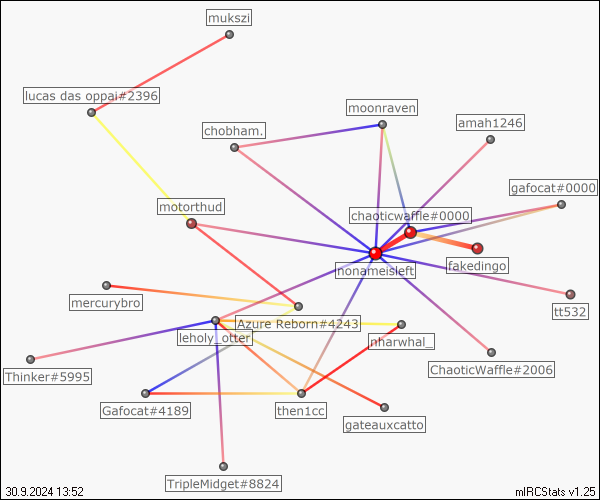 mukszi
lucas das oppai#2396
moonraven
chobham.
amah1246
gafocat#0000
motorthud
chaoticwaffle#0000
nonameisleft
fakedingo
mercurybro
tt532
Azure Reborn#4243
leholy_otter
nharwhal_
Thinker#5995
ChaoticWaffle#2006
Gafocat#4189
then1cc
gateauxcatto
TripleMidget#8824
30.9.2024 13:52
mIRCStats v1.25